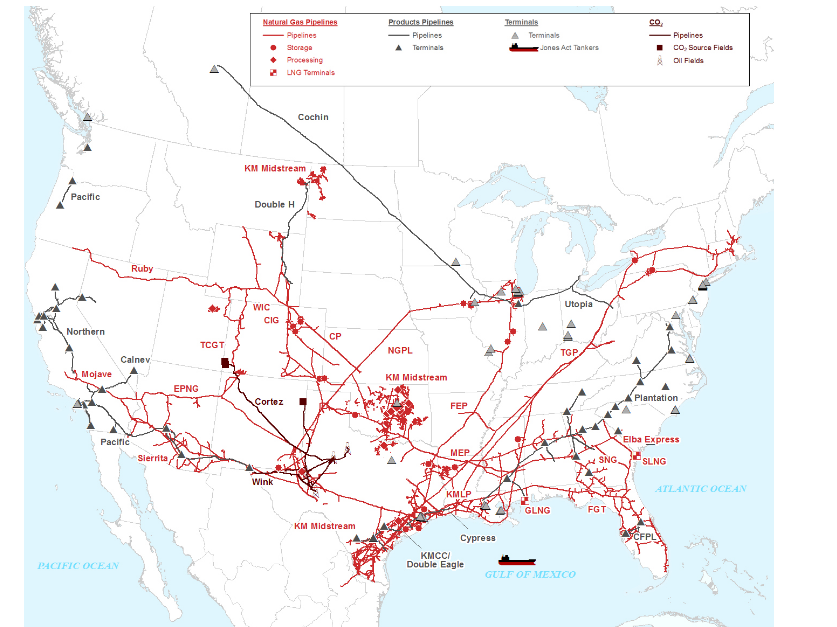 Natural Gas Pipelines
Products Pipelines
Terminals
CO2
Pipelines
Pipelines
Terminals
Pipelines
Storage
Terminals
Jones Act Tankers
CO2 Source Fields
Processing
Oil Fields
LNG Terminals
Cochin
KM Midstream
Pacific
Double H
Ruby
WIC
CIG
Utopia
Northern
CP
TCGT
NGPL
TGP
Calnev
Mojave
KM Midstream
EPNG
Cortez
FEP
Plantation
Pacific
Elba Express
Sierrita
MEP
SNG
SLNG
Wink
KMLP
ATLANTIC OCEAN
GLNG
FGT
KM Midstream
Cypress
CFPL
KMCC/
Double Eagle
PACIFIC OCEAN
GULF OF MEXICO